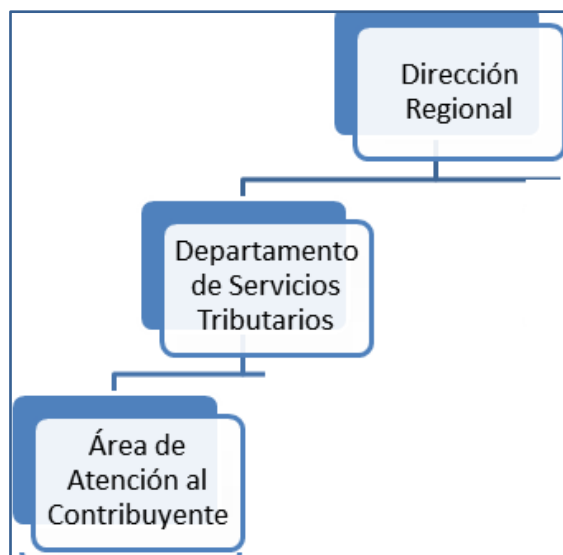 Dirección
Regional
Departamento
de Servicios
Tributarios
Área de
Atención al
Contribuyente